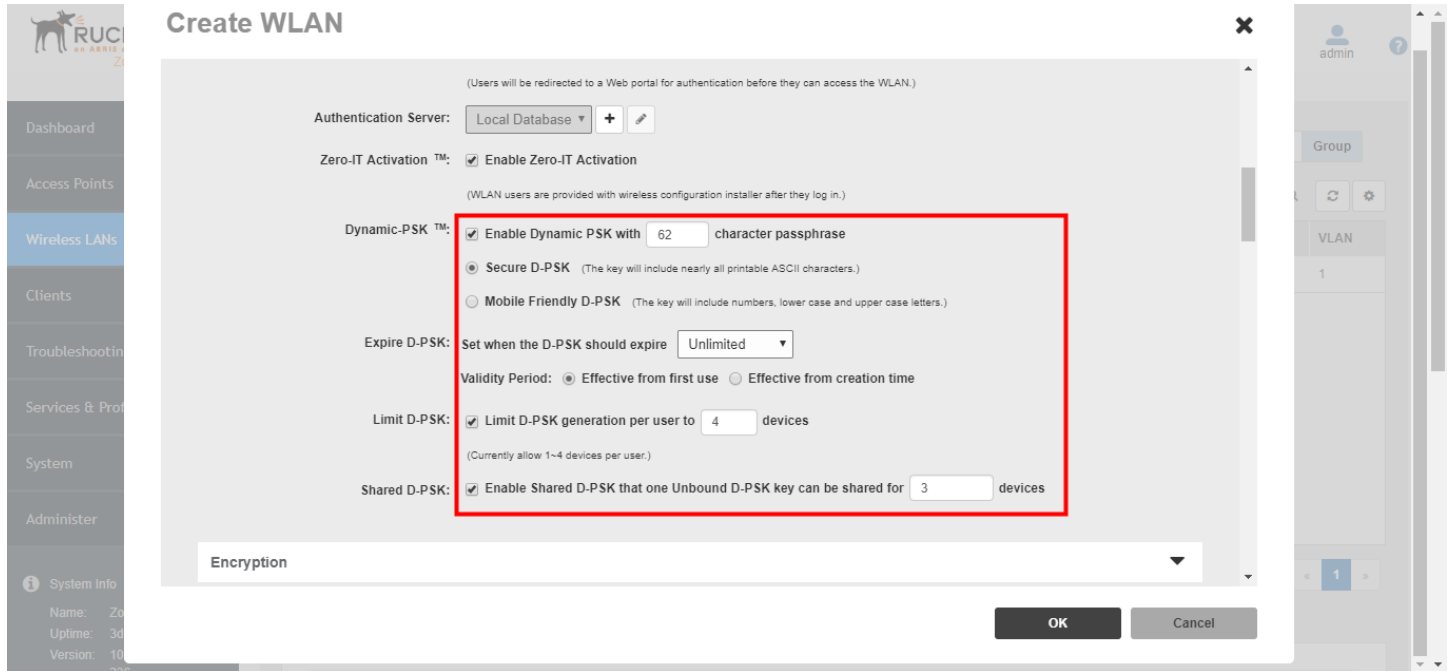 Create WLAN
admin
(Users will be redirected to a Web portal for authentication before they can access the WLAN.)
Authentication Server: Local Database
Zero-IT Activation ™: Enable Zero-IT Activation
(WLAN users are provided with wireless configuration installer after they log in.)
Dynamic-PSK ™: Enable Dynamic PSK with 62 character passphrase
Secure D-PSK (The key will include nearly all printable ASCII characters.)
Mobile Friendly D-PSK (The key will include numbers, lower case and upper case letters.)
Expire D-PSK: Set when the D-PSK should expire Unlimited
Validity Period: Effective from first use Effective from creation time
Limit D-PSK: Limit D-PSK generation per user to 4 devices
(Currently allow 1~4 devices per user.)
Shared D-PSK: Enable Shared D-PSK that one Unbound D-PSK key can be shared for 3 devices
Encryption
OK
Cancel
Dashboard
Access Points
Wireless LANs
Clients
Troubleshootin
Services & Prof
System
Administer
System Info
Name: Zo
Uptime: 3d
Version: 10
Group
VLAN
1
« 1 »